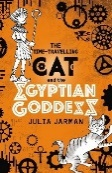 THE
TIME-TRAVELLING
CAT
and the
EGYPTIAN
GODDESS
JULIA JARMAN